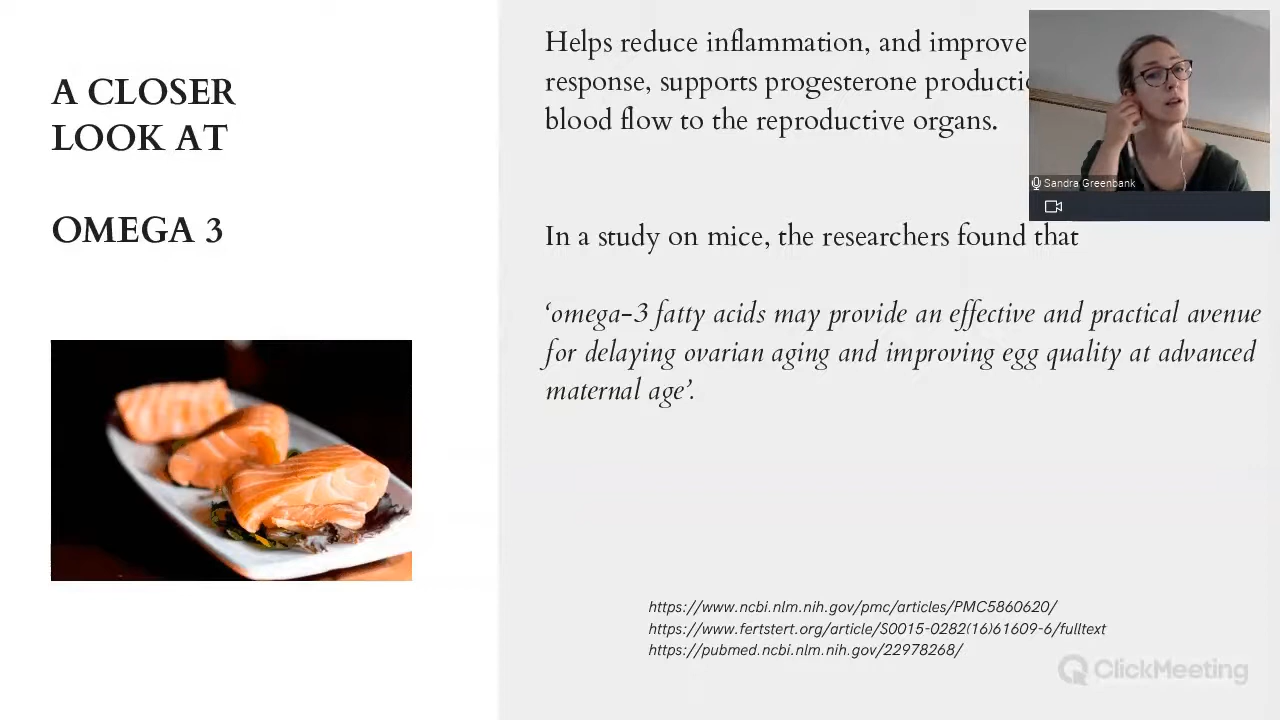 A CLOSER
LOOK AT
OMEGA 3
Helps reduce inflammation, and improve
response, supports progesterone
blood flow to the reproductive organs.
Sandra Greenbank
In a study on mice, the researchers found that
‘omega-3 fatty acids may provide an effective and practical avenue
for delaying ovarian aging and improving egg quality at advanced
maternal age’.
https://www.ncbi.nlm.nih.gov/pmc/articles/PMC5860620/
https://www.fertstert.org/article/S0015-0282(16)61609-6/fulltext
https://pubmed.ncbi.nlm.nih.gov/22978268/
ClickMeeting